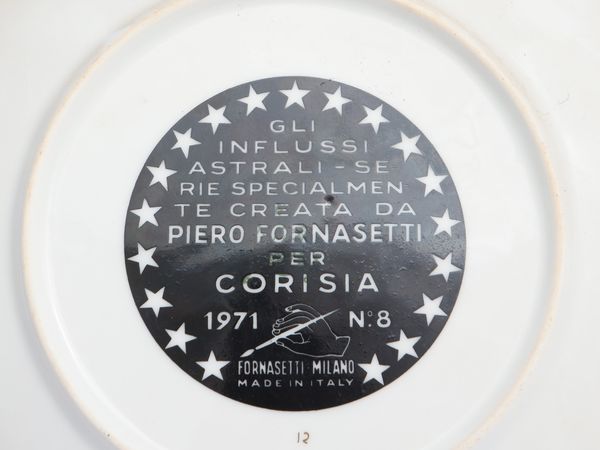 GLI
INFLUSSI
ASTRALI - SE
RIE SPECIALMEN
TE CREATA DA
PIERO FORNASETTI
PER
CORISIA
1971 N.º 8
FORNASETTI · MILANO
MADE IN ITALY
12